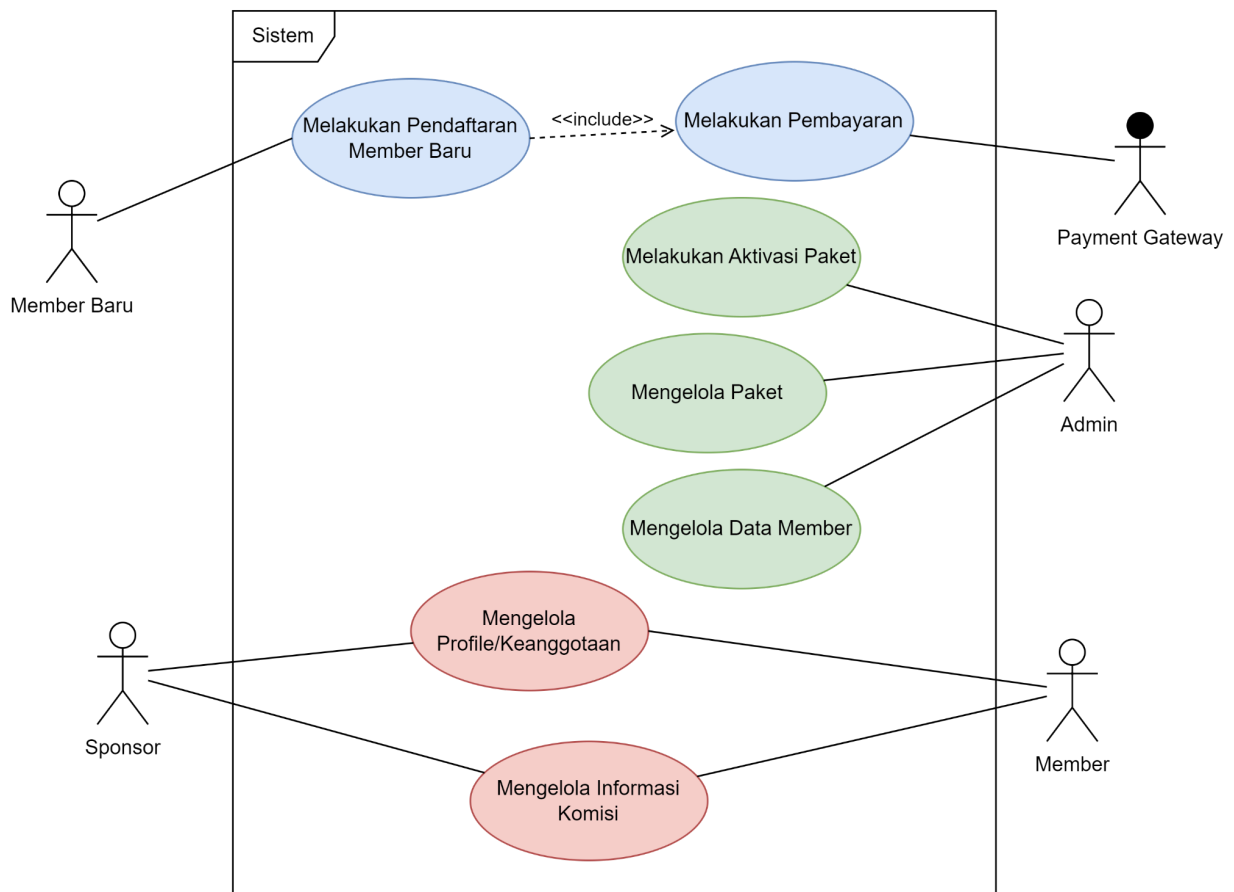 Sistem
Melakukan Pendaftaran
Member Baru
<<include>>
Melakukan Pembayaran
Payment Gateway
Member Baru
Melakukan Aktivasi Paket
Mengelola Paket
Admin
Mengelola Data Member
Mengelola
Profile/Keanggotaan
Sponsor
Member
Mengelola Informasi
Komisi